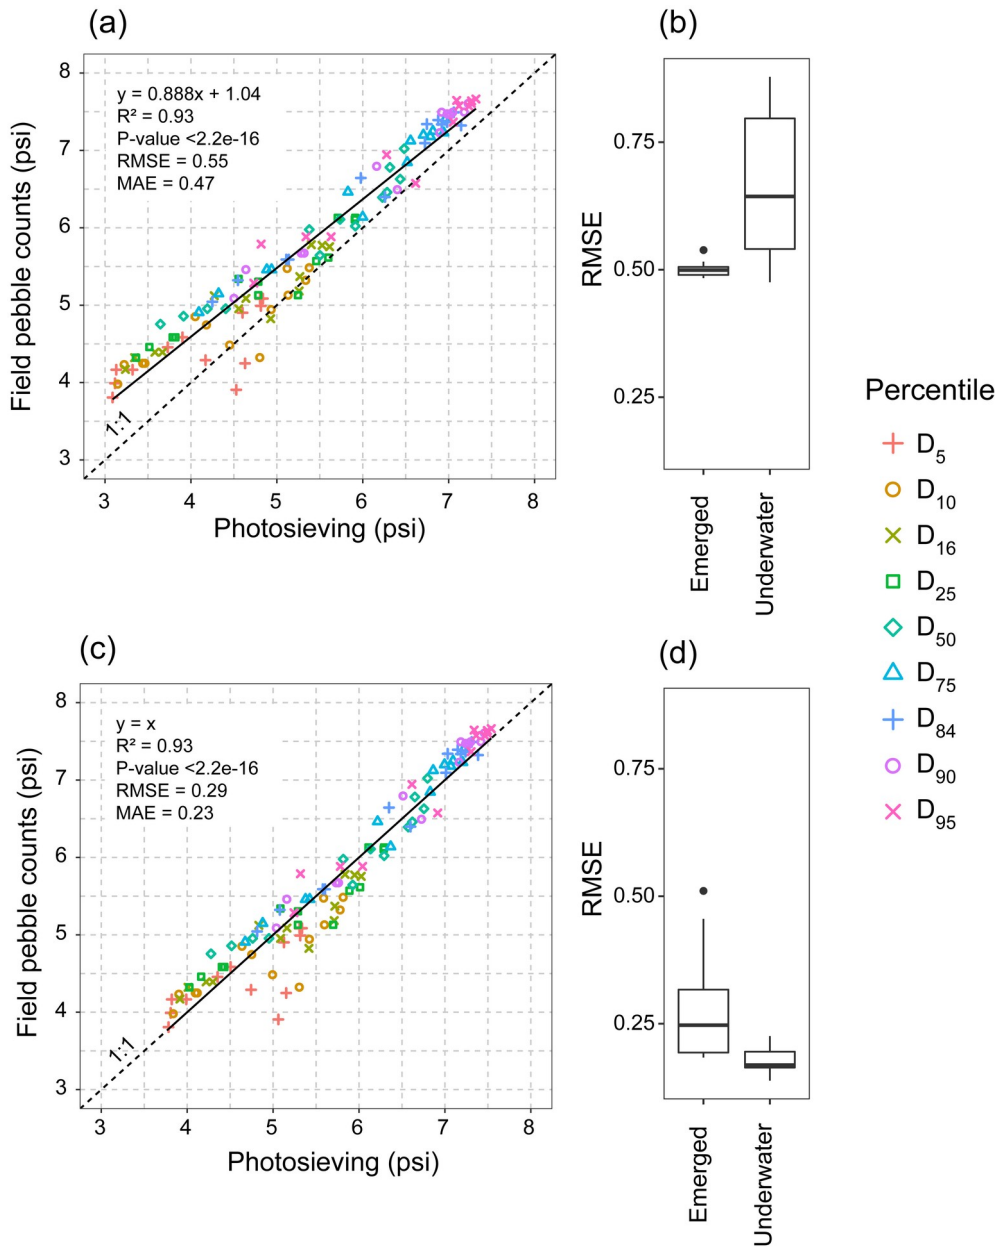 (a)
y = 0.888x + 1.04
R² = 0.93
P-value <2.2e-16
RMSE = 0.55
MAE = 0.47
1:1
8
7
6
5
4
3
Field pebble counts (psi)
3 4 5 6 7 8
Photosieving (psi)
(b)
RMSE
0.75
0.50
0.25
Emerged
Underwater
Percentile
D5
D10
D16
D25
D50
D75
D84
D90
D95
(c)
y = x
R² = 0.93
P-value <2.2e-16
RMSE = 0.29
MAE = 0.23
1:1
8
7
6
5
4
3
Field pebble counts (psi)
3 4 5 6 7 8
Photosieving (psi)
(d)
RMSE
0.75
0.50
0.25
Emerged
Underwater